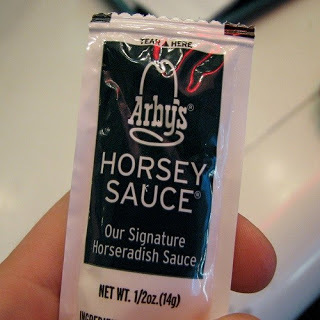 TEAR ▲ HERE
Arby's®
HORSEY
SAUCE®
Our Signature
Horseradish Sauce
NET WT. 1/2oz.(14g)